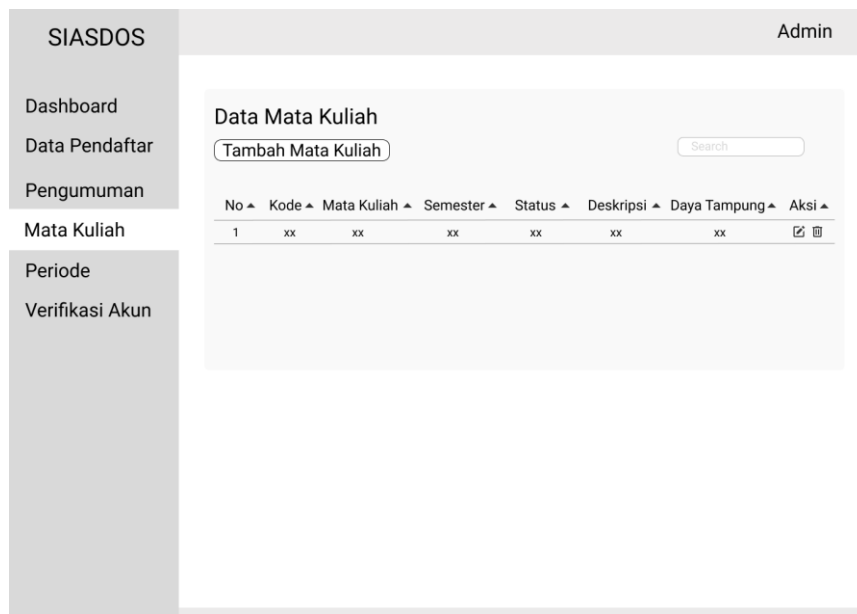 SIASDOS
Admin
Dashboard
Data Pendaftar
Pengumuman
Mata Kuliah
Periode
Verifikasi Akun
Data Mata Kuliah
Tambah Mata Kuliah
Search
No Kode Mata Kuliah Semester Status Deskripsi Daya Tampung Aksi
1 xx xx xx xx xx xx